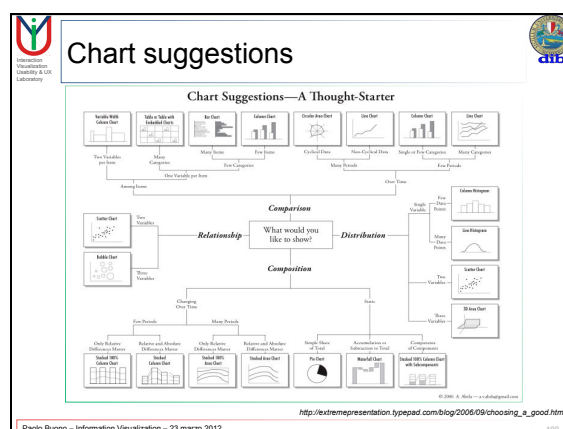 Interaction
Visualization
Usability & UX
Laboratory
Chart suggestions
dib
Chart Suggestions—A Thought-Starter
Variable Width
Column Chart
Table or Table with
Embedded Charts
Bar Chart
Column Chart
Circular Area Chart
Line Chart
Column Chart
Line Chart
Two Variables
per Item
Many
Categories
Many Items
Few Items
Cyclical Data
Non-Cyclical Data
Single or Few Categories
Many Categories
Few Categories
Many Periods
Few Periods
One Variable per Item
Among Items
Over Time
Comparison
What would you
like to show?
Relationship
Distribution
Composition
Scatter Chart
Two
Variables
Bubble Chart
Three
Variables
Single
Variable
Few
Data
Points
Column Histogram
Many
Data
Points
Line Histogram
Two
Variables
Scatter Chart
Three
Variables
3D Area Chart
Changing
Over Time
Static
Few Periods
Many Periods
Only Relative
Differences Matter
Relative and Absolute
Differences Matter
Only Relative
Differences Matter
Relative and Absolute
Differences Matter
Simple Share
of Total
Accumulation or
Subtraction to Total
Components
of Components
Stacked 100%
Column Chart
Stacked
Column Chart
Stacked 100%
Area Chart
Stacked Area Chart
Pie Chart
Waterfall Chart
Stacked 100% Column Chart
with Subcomponents
© 2006 A. Abela — a.v.abela@gmail.com
http://extremepresentation.typepad.com/blog/2006/09/choosing_a_good.html
Paolo Buono – Information Visualization – 23 marzo 2012